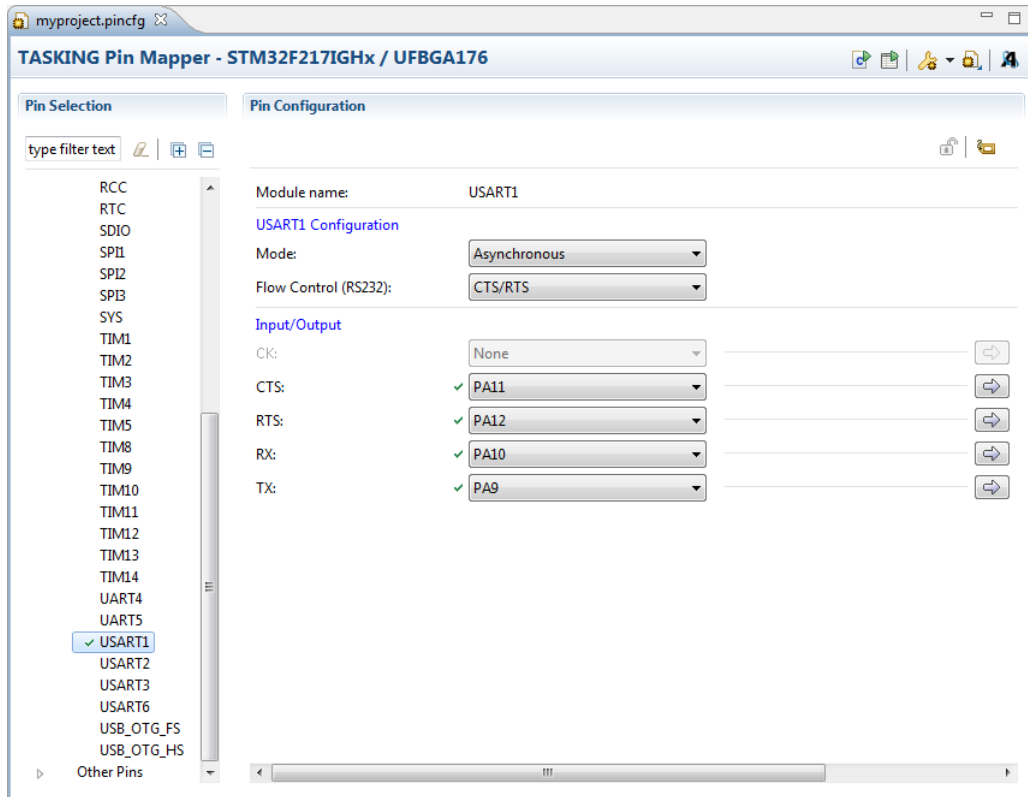 myproject.pincfg
TASKING Pin Mapper - STM32F217IGHx / UFBGA176
Pin Selection
type filter text
RCC
RTC
SDIO
SPI1
SPI2
SPI3
SYS
TIM1
TIM2
TIM3
TIM4
TIM5
TIM8
TIM9
TIM10
TIM11
TIM12
TIM13
TIM14
UART4
UART5
USART1
USART2
USART3
USART6
USB_OTG_FS
USB_OTG_HS
Other Pins
Pin Configuration
Module name: USART1
USART1 Configuration
Mode: Asynchronous
Flow Control (RS232): CTS/RTS
Input/Output
CK: None
CTS: PA11
RTS: PA12
RX: PA10
TX: PA9